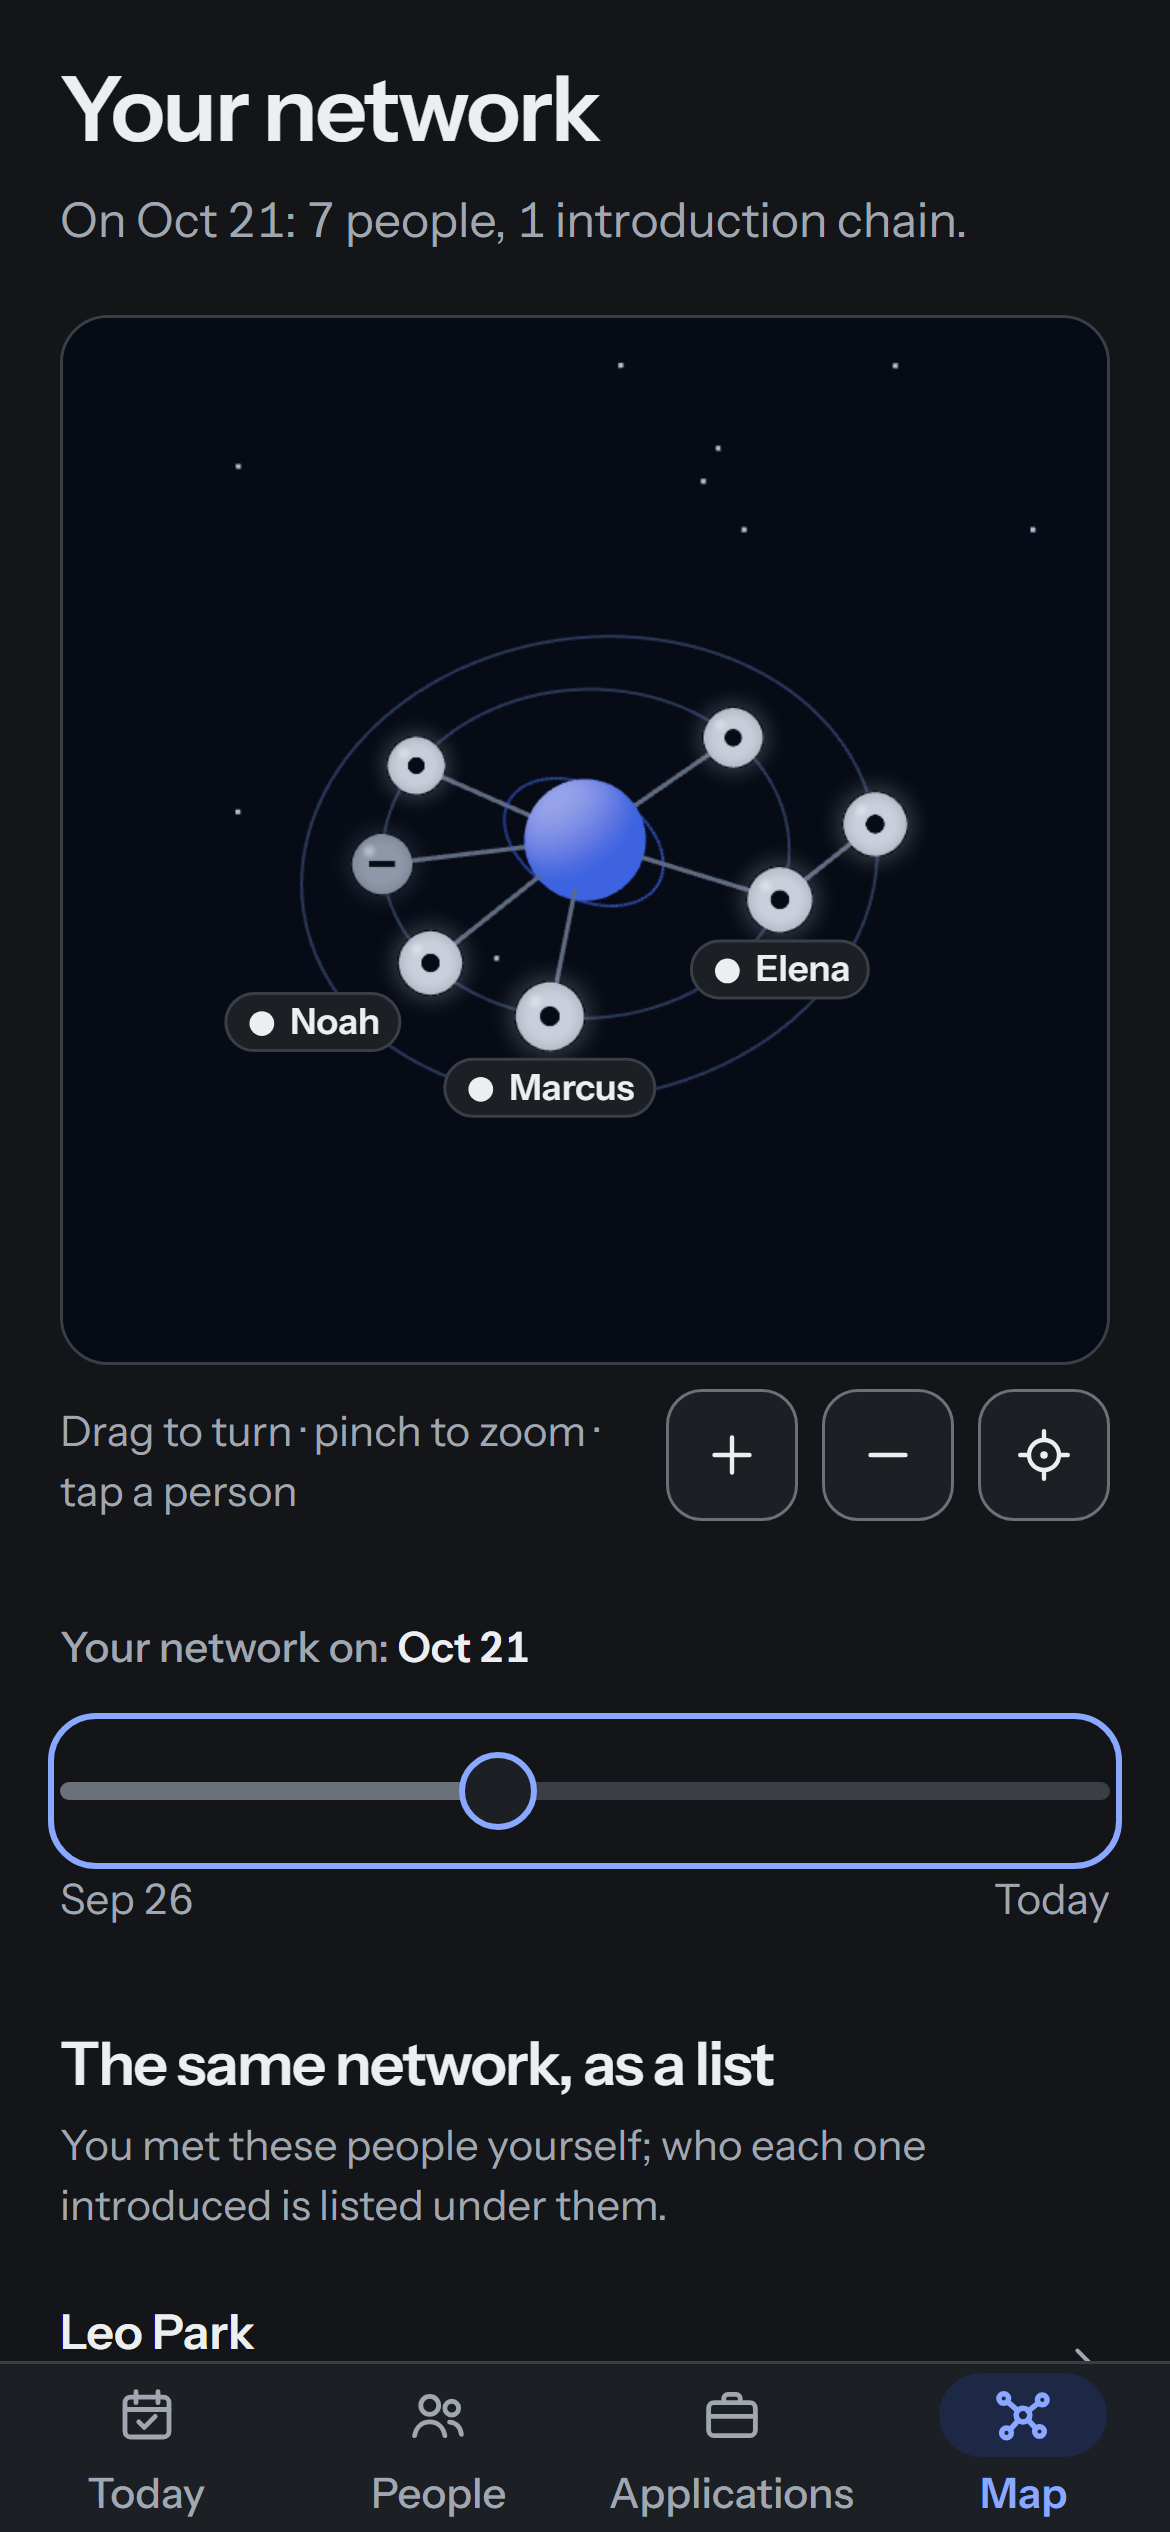 Your network
On Oct 21: 7 people, 1 introduction chain.
Elena
Noah
Marcus
Drag to turn · pinch to zoom ·
tap a person
Your network on: Oct 21
Sep 26
Today
The same network, as a list
You met these people yourself; who each one
introduced is listed under them.
Leo Park
Today
People
Applications
Map